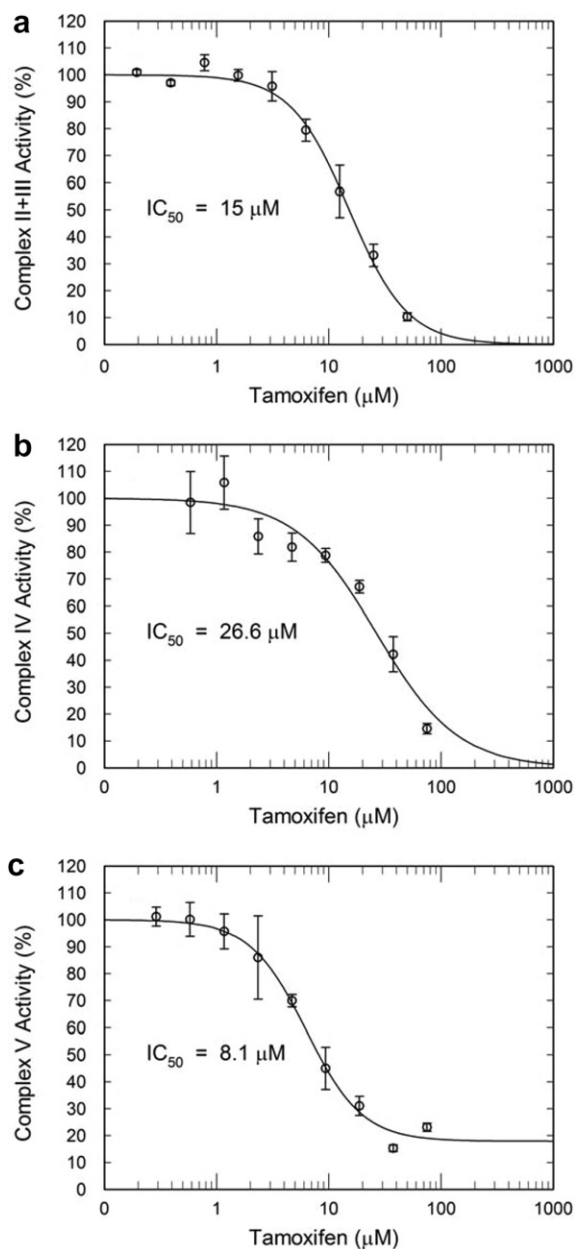 a
120
110
100
90
80
70
60
50
40
30
20
10
0
Complex II+III Activity (%)
IC50 = 15 μM
0 1 10 100 1000
Tamoxifen (μM)
b
120
110
100
90
80
70
60
50
40
30
20
10
0
Complex IV Activity (%)
IC50 = 26.6 μM
0 1 10 100 1000
Tamoxifen (μM)
c
120
110
100
90
80
70
60
50
40
30
20
10
0
Complex V Activity (%)
IC50 = 8.1 μM
0 1 10 100 1000
Tamoxifen (μM)